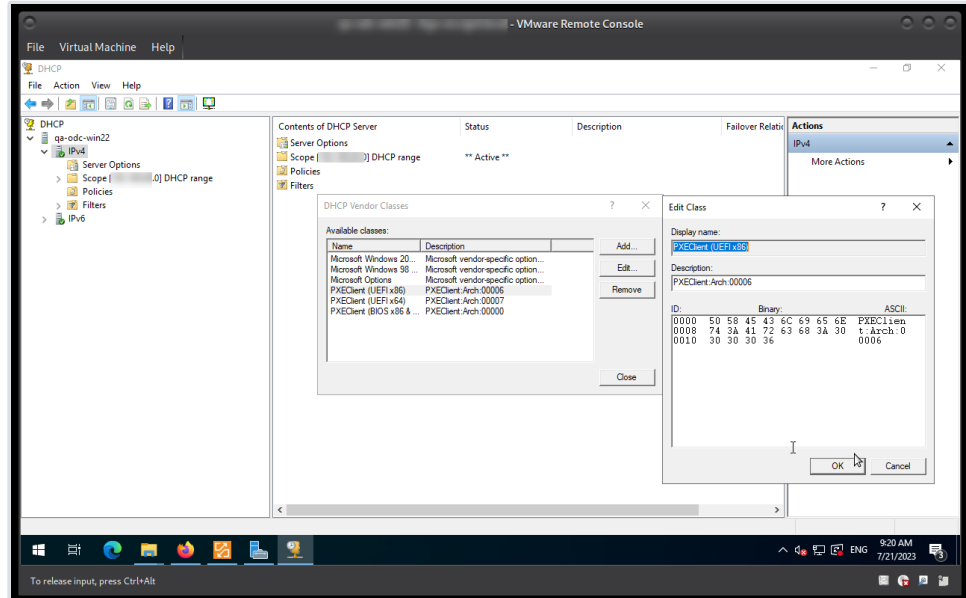 - VMware Remote Console
File Virtual Machine Help
DHCP
File Action View Help
DHCP
qa-odc-win22
IPv4
Server Options
Scope [ .0] DHCP range
Policies
Filters
IPv6
Contents of DHCP Server Status Description Failover Relatic
Server Options
Scope [ 0] DHCP range ** Active **
Policies
Filters
Actions
IPv4
More Actions
DHCP Vendor Classes ? X
Available classes:
Name Description
Microsoft Windows 20... Microsoft vendor-specific option...
Microsoft Windows 98 ... Microsoft vendor-specific option...
Microsoft Options Microsoft vendor-specific option...
PXEClient (UEFI x86) PXEClient:Arch:00006
PXEClient (UEFI x64) PXEClient:Arch:00007
PXEClient (BIOS x86 & ... PXEClient:Arch:00000
Add...
Edit...
Remove
Close
Edit Class ? X
Display name:
PXEClient (UEFI x86)
Description:
PXEClient:Arch:00006
ID: Binary: ASCII:
0000 50 58 45 43 6C 69 65 6E PXEClien
0008 74 3A 41 72 63 68 3A 30 t:Arch:0
0010 30 30 30 36 0006
OK Cancel
ENG 9:20 AM
7/21/2023
3
To release input, press Ctrl+Alt